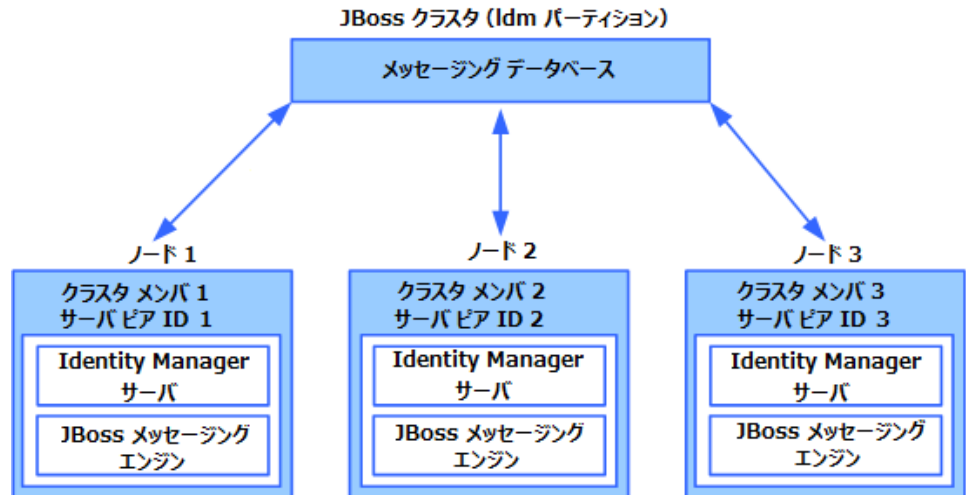 JBoss クラスタ (Idm パーティション)
メッセージング データベース
ノード 1
ノード 2
ノード 3
クラスタ メンバ 1
サーバ ピア ID 1
クラスタ メンバ 2
サーバ ピア ID 2
クラスタ メンバ 3
サーバ ピア ID 3
Identity Manager
サーバ
Identity Manager
サーバ
Identity Manager
サーバ
JBoss メッセージング
エンジン
JBoss メッセージング
エンジン
JBoss メッセージング
エンジン